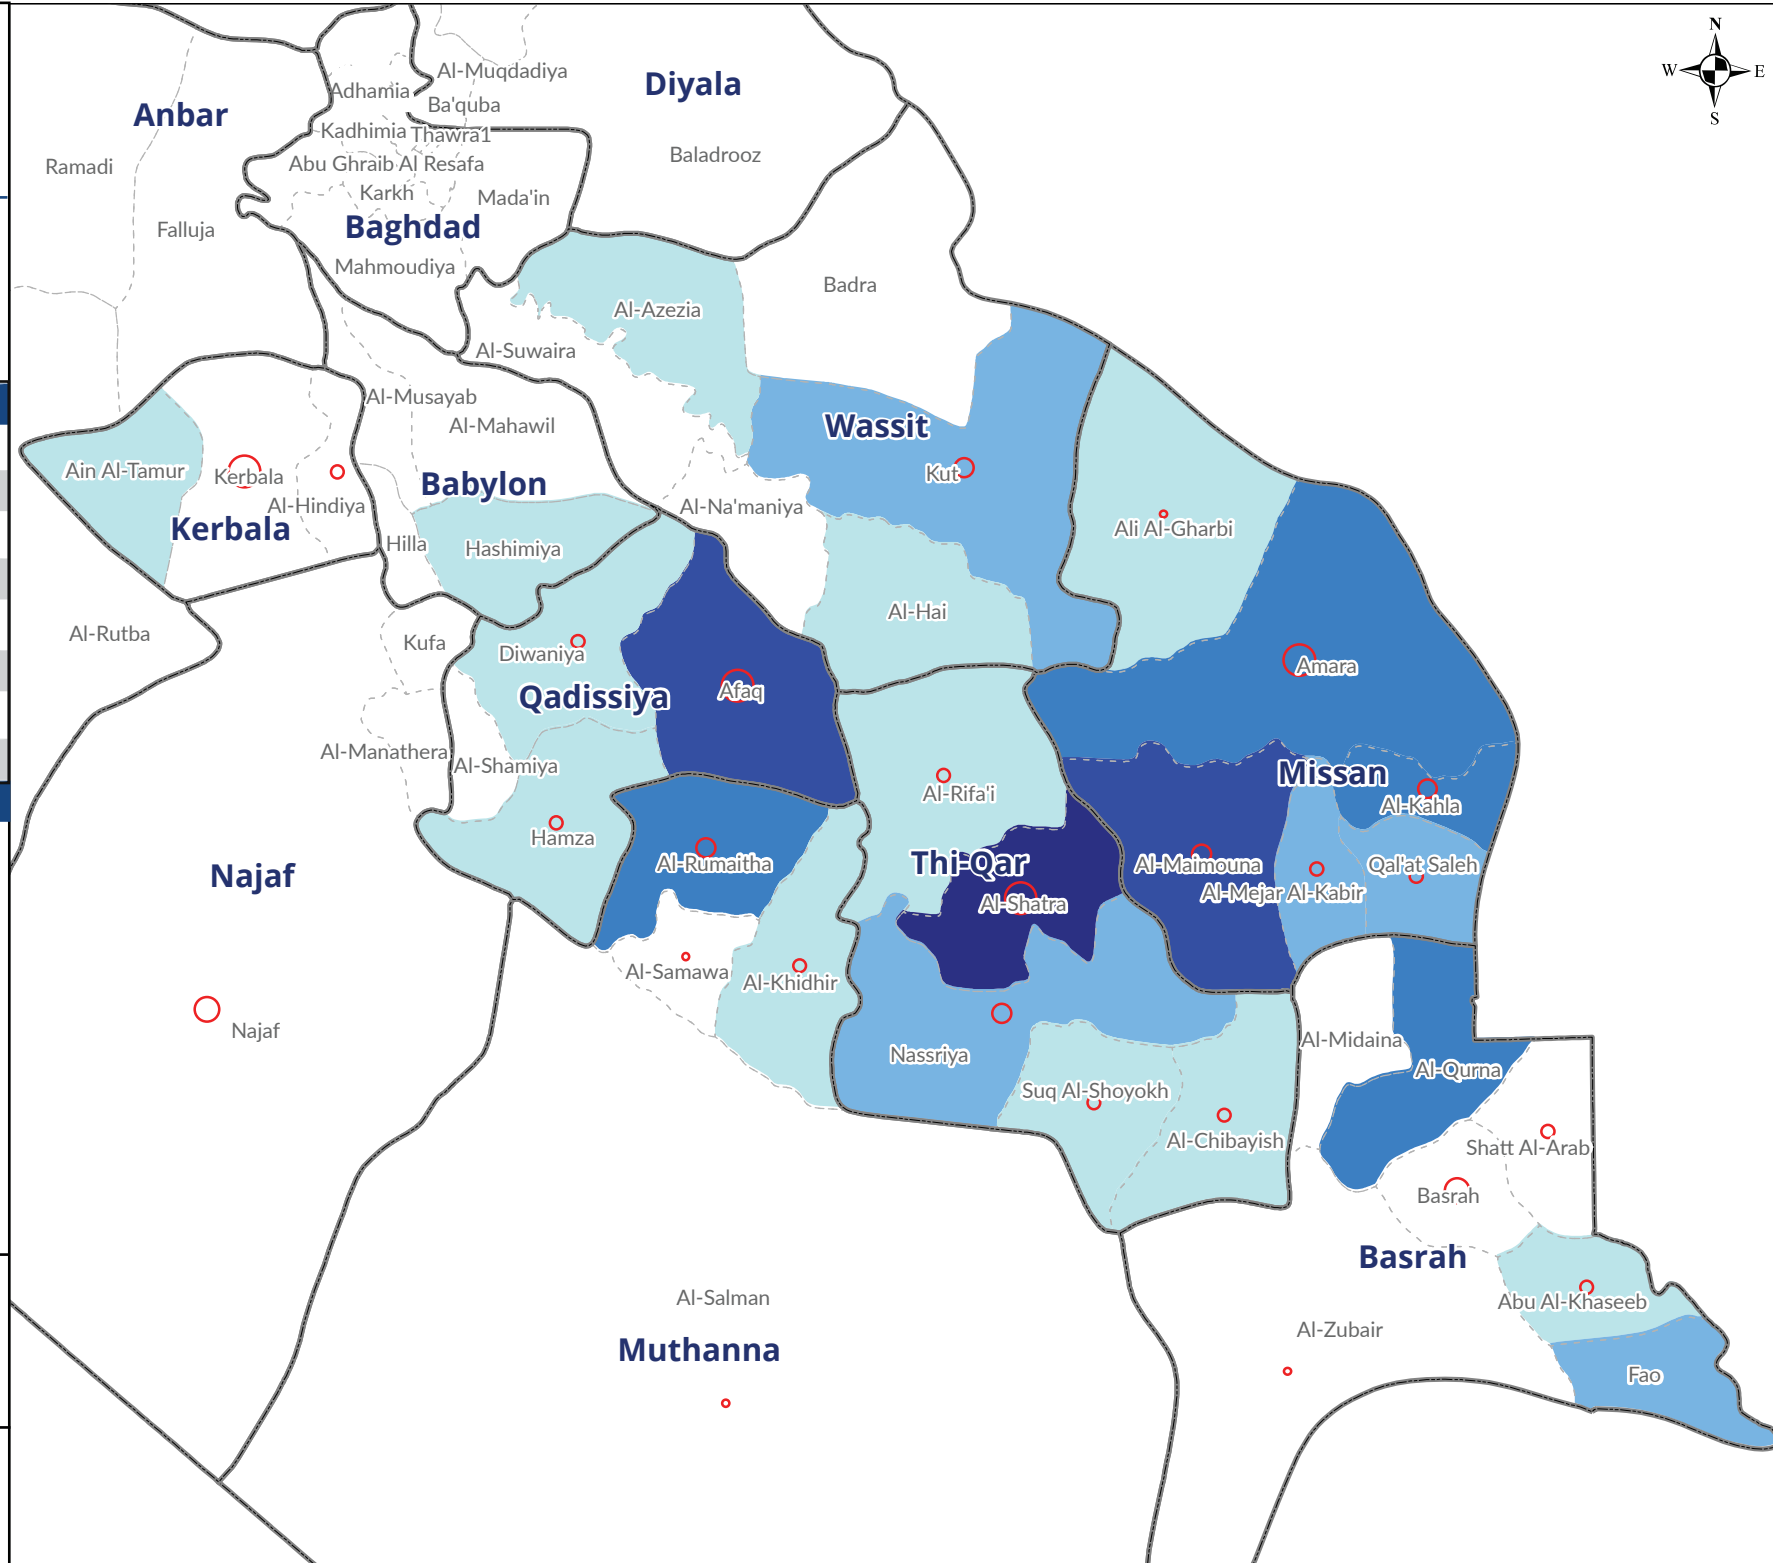 N
W
E
S
Al-Muqdadiya
Diyala
Adhamia
Ba'quba
Anbar
Kadhimia
Thawra1
Baladrooz
Ramadi
Abu Ghraib
Al Resafa
Karkh
Mada'in
Falluja
Baghdad
Mahmoudiya
Badra
Al-Azezia
Al-Suwaira
Al-Musayab
Al-Mahawil
Wassit
Ain Al-Tamur
Kerbala
Kut
Babylon
Al-Hindiya
Al-Na'maniya
Kerbala
Ali Al-Gharbi
Hilla
Hashimiya
Al-Hai
Al-Rutba
Kufa
Diwaniya
Amara
Afaq
Qadissiya
Al-Manathera
Al-Shamiya
Missan
Al-Rifa'i
Al-Kahla
Hamza
Al-Rumaitha
Thi-Qar
Al-Maimouna
Qal'at Saleh
Najaf
Al-Mejar Al-Kabir
Al-Shatra
Al-Samawa
Al-Khidhir
Najaf
Al-Midaina
Nassriya
Al-Qurna
Suq Al-Shoyokh
Al-Chibayish
Shatt Al-Arab
Basrah
Basrah
Al-Salman
Abu Al-Khaseeb
Al-Zubair
Muthanna
Fao